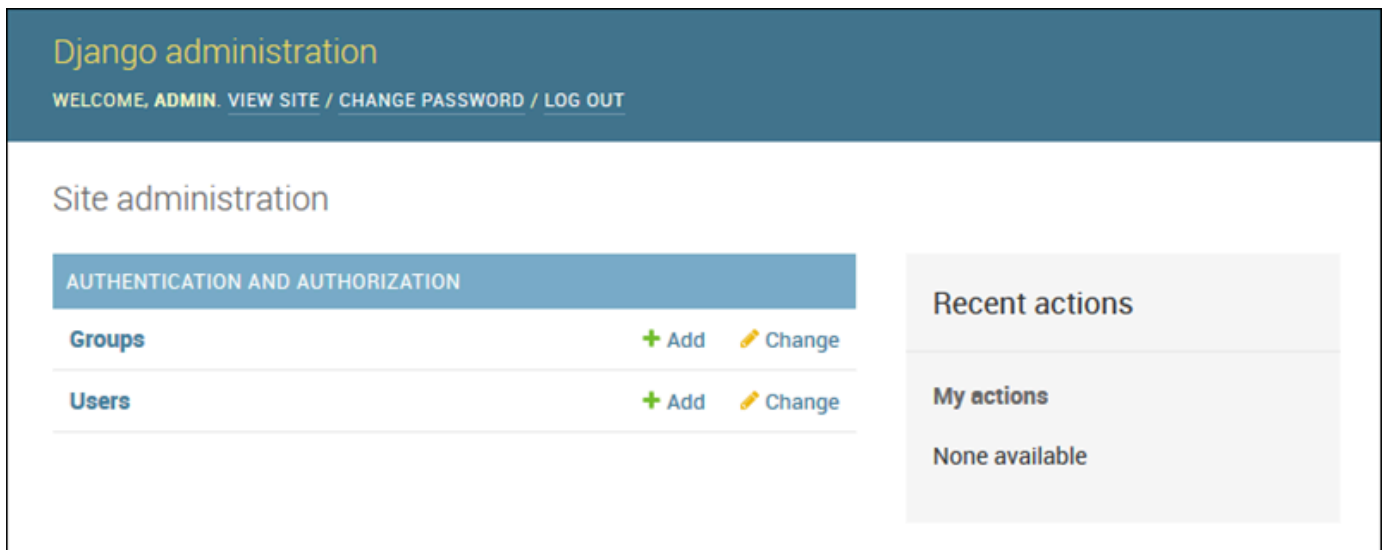 Django administration
WELCOME, ADMIN. VIEW SITE / CHANGE PASSWORD / LOG OUT
Site administration
AUTHENTICATION AND AUTHORIZATION
Groups Add Change
Users Add Change
Recent actions
My actions
None available